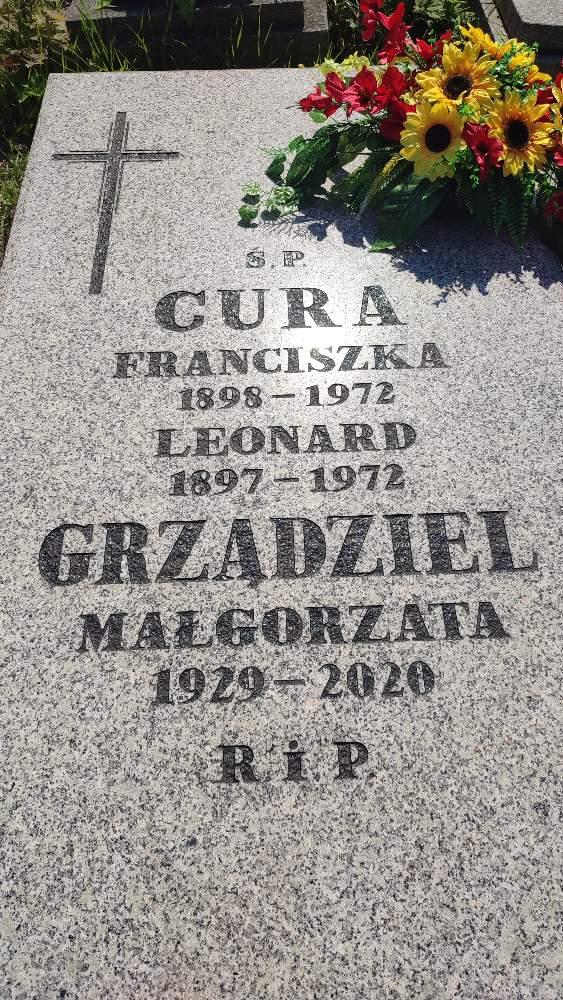 Ś.P.
CURA
FRANCISZKA
1898 – 1972
LEONARD
1897 – 1972
GRZĄDZIEL
MAŁGORZATA
1929 – 2020
R. i. P.